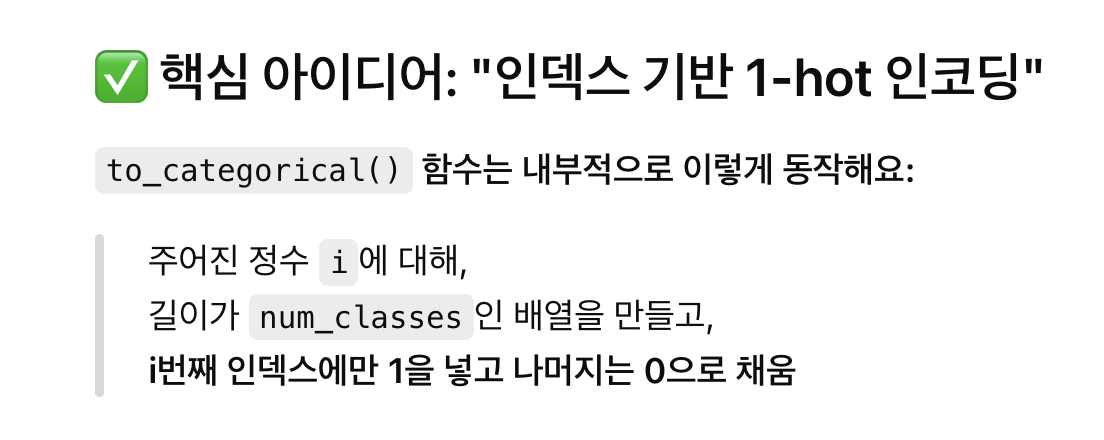 ✅ 핵심 아이디어: "인덱스 기반 1-hot 인코딩"
to_categorical() 함수는 내부적으로 이렇게 동작해요:
주어진 정수 i에 대해,
길이가 num_classes인 배열을 만들고,
i번째 인덱스에만 1을 넣고 나머지는 0으로 채움